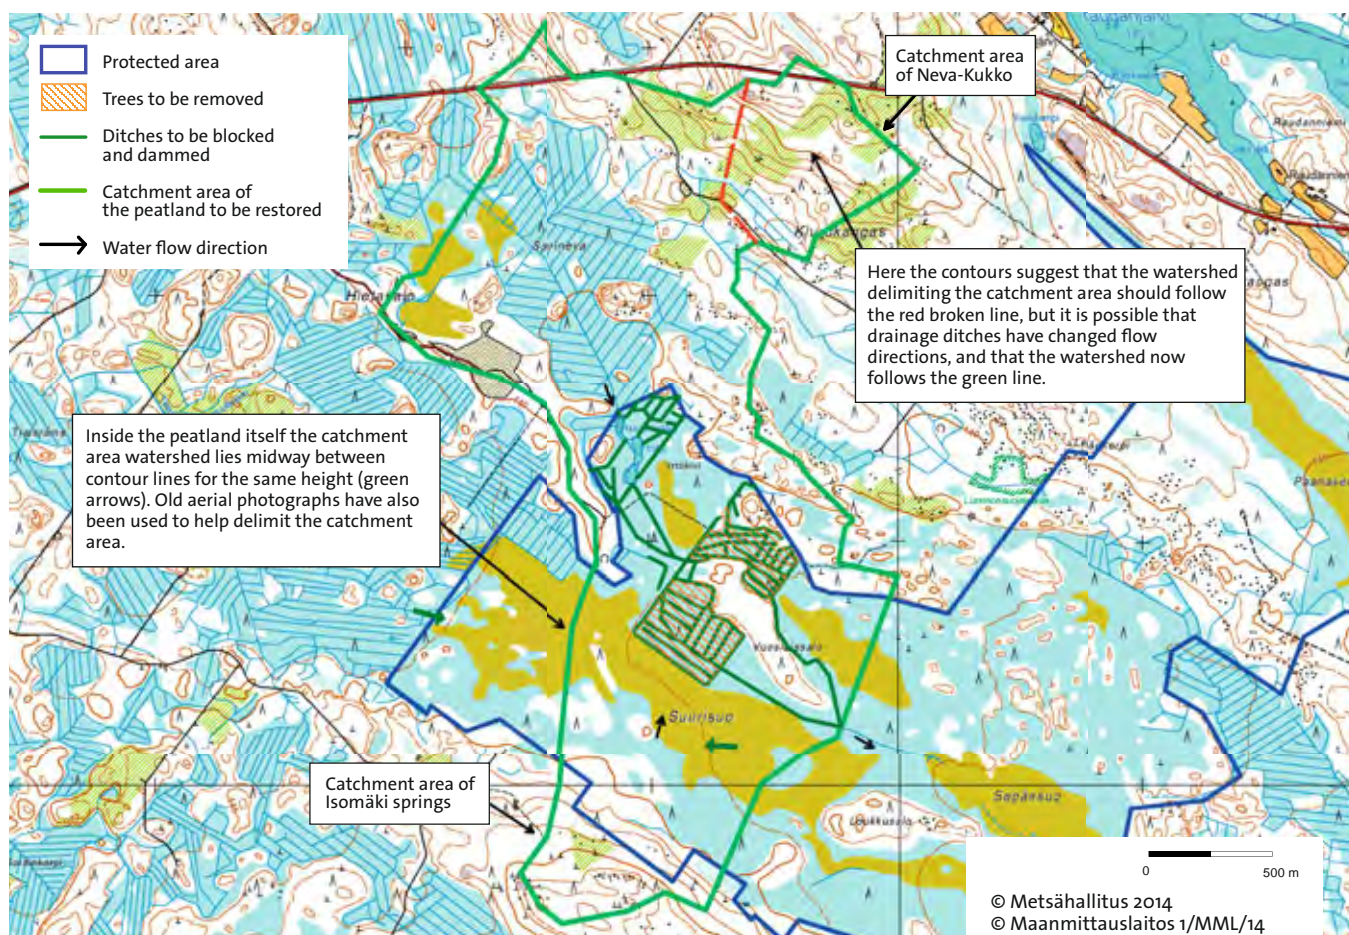 Protected area
Trees to be removed
Ditches to be blocked
and dammed
Catchment area of
the peatland to be restored
Water flow direction
Catchment area
of Neva-Kukko
Raudanniemi
Sarineva
Here the contours suggest that the watershed
delimiting the catchment area should follow
the red broken line, but it is possible that
drainage ditches have changed flow
directions, and that the watershed now
follows the green line.
Inside the peatland itself the catchment
area watershed lies midway between
contour lines for the same height (green
arrows). Old aerial photographs have also
been used to help delimit the catchment
area.
Suurisuo
Catchment area of
Isomäki springs
Sepänsuo
Loukkusalo
0 500 m
© Metsähallitus 2014
© Maanmittauslaitos 1/MML/14